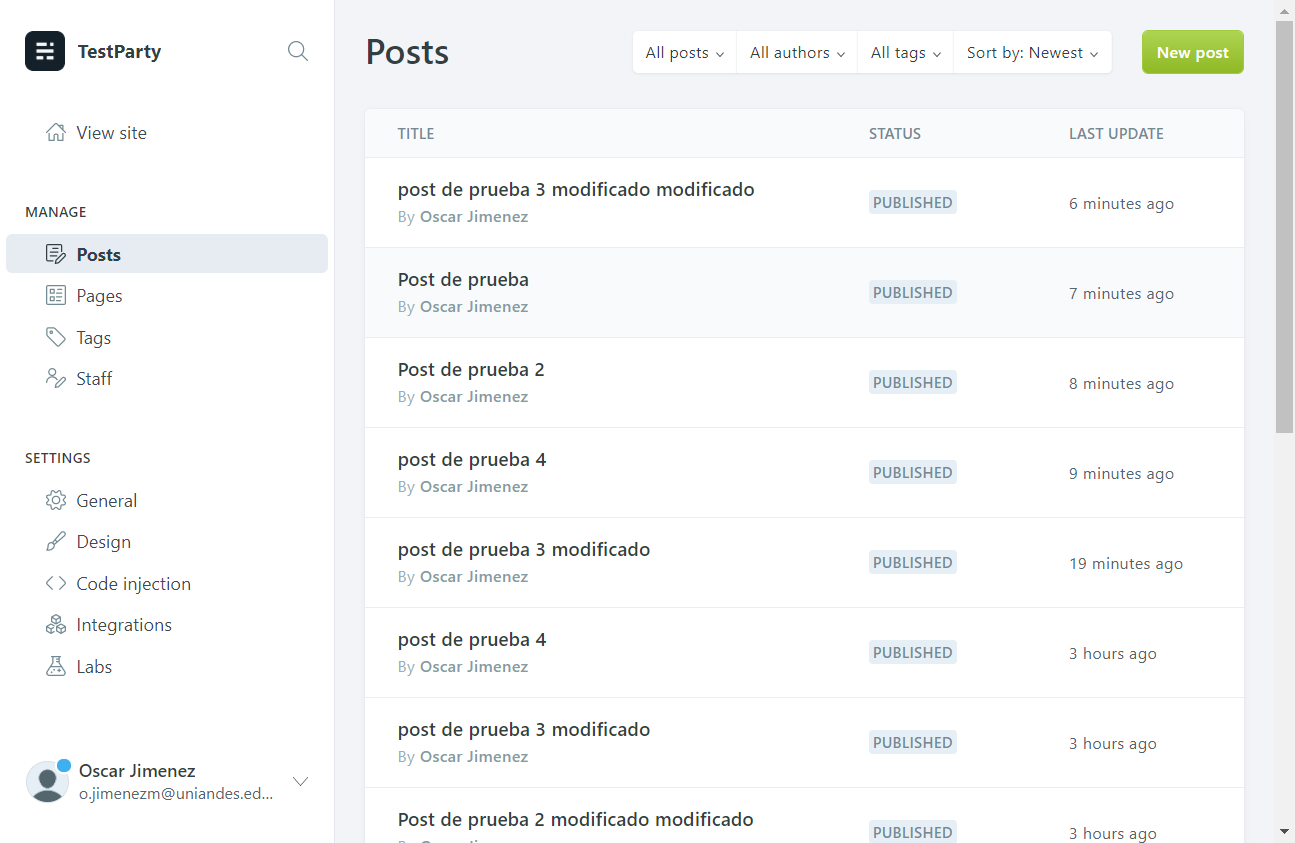 TestParty
View site
MANAGE
Posts
Pages
Tags
Staff
SETTINGS
General
Design
Code injection
Integrations
Labs
Oscar Jimenez
o.jimenezm@uniandes.ed...
Posts
All posts
All authors
All tags
Sort by: Newest
New post
TITLE STATUS LAST UPDATE
post de prueba 3 modificado modificado
By Oscar Jimenez
PUBLISHED
6 minutes ago
Post de prueba
By Oscar Jimenez
PUBLISHED
7 minutes ago
Post de prueba 2
By Oscar Jimenez
PUBLISHED
8 minutes ago
post de prueba 4
By Oscar Jimenez
PUBLISHED
9 minutes ago
post de prueba 3 modificado
By Oscar Jimenez
PUBLISHED
19 minutes ago
post de prueba 4
By Oscar Jimenez
PUBLISHED
3 hours ago
post de prueba 3 modificado
By Oscar Jimenez
PUBLISHED
3 hours ago
Post de prueba 2 modificado modificado
PUBLISHED
3 hours ago